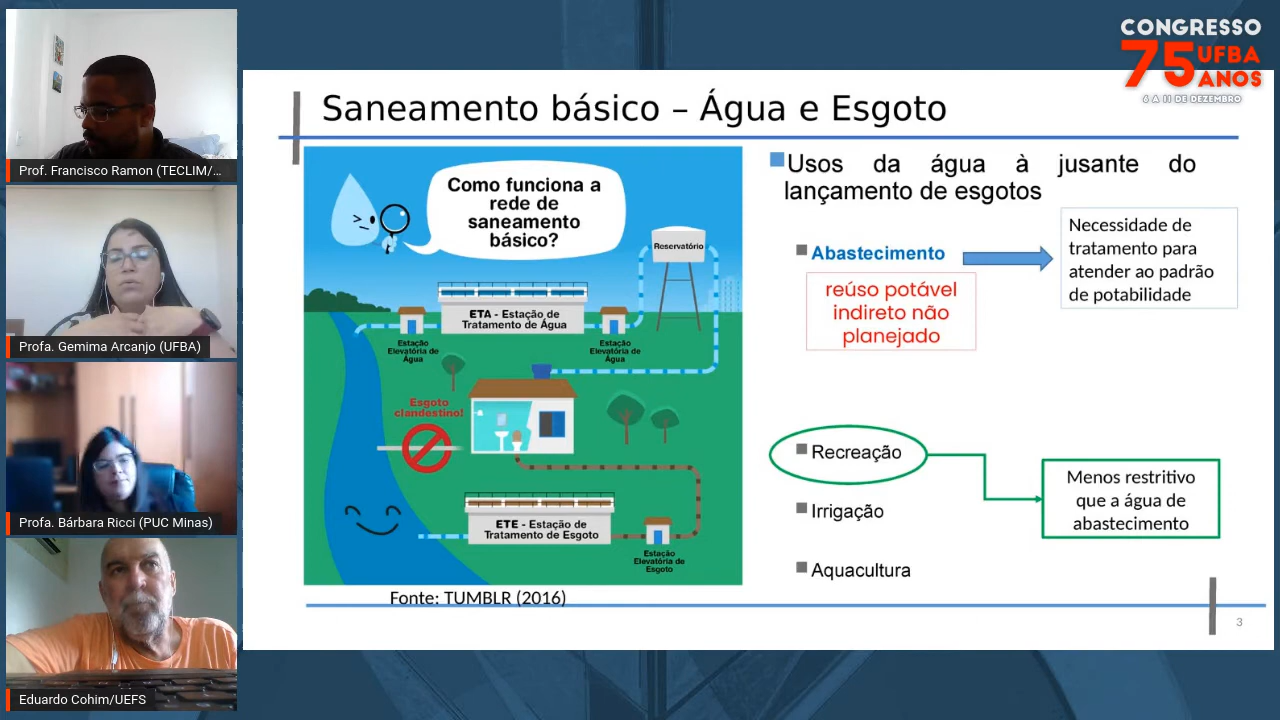 CONGRESSO
75 UFBA
ANOS
6 A 11 DE DEZEMBRO
Prof. Francisco Ramon (TECLIM/...
Profa. Gemima Arcanjo (UFBA)
Profa. Bárbara Ricci (PUC Minas)
Eduardo Cohim/UEFS
Saneamento básico – Água e Esgoto
Como funciona a
rede de
saneamento
básico?
Reservatório
ETA - Estação de
Tratamento de Água
Estação
Elevatória de
Água
Estação
Elevatória de
Água
Esgoto
clandestino!
ETE - Estação de
Tratamento de Esgoto
Estação
Elevatória de
Esgoto
Fonte: TUMBLR (2016)
Usos da água à jusante do
lançamento de esgotos
Abastecimento
Necessidade de
tratamento para
atender ao padrão
de potabilidade
reúso potável
indireto não
planejado
Recreação
Menos restritivo
que a água de
abastecimento
Irrigação
Aquacultura
3